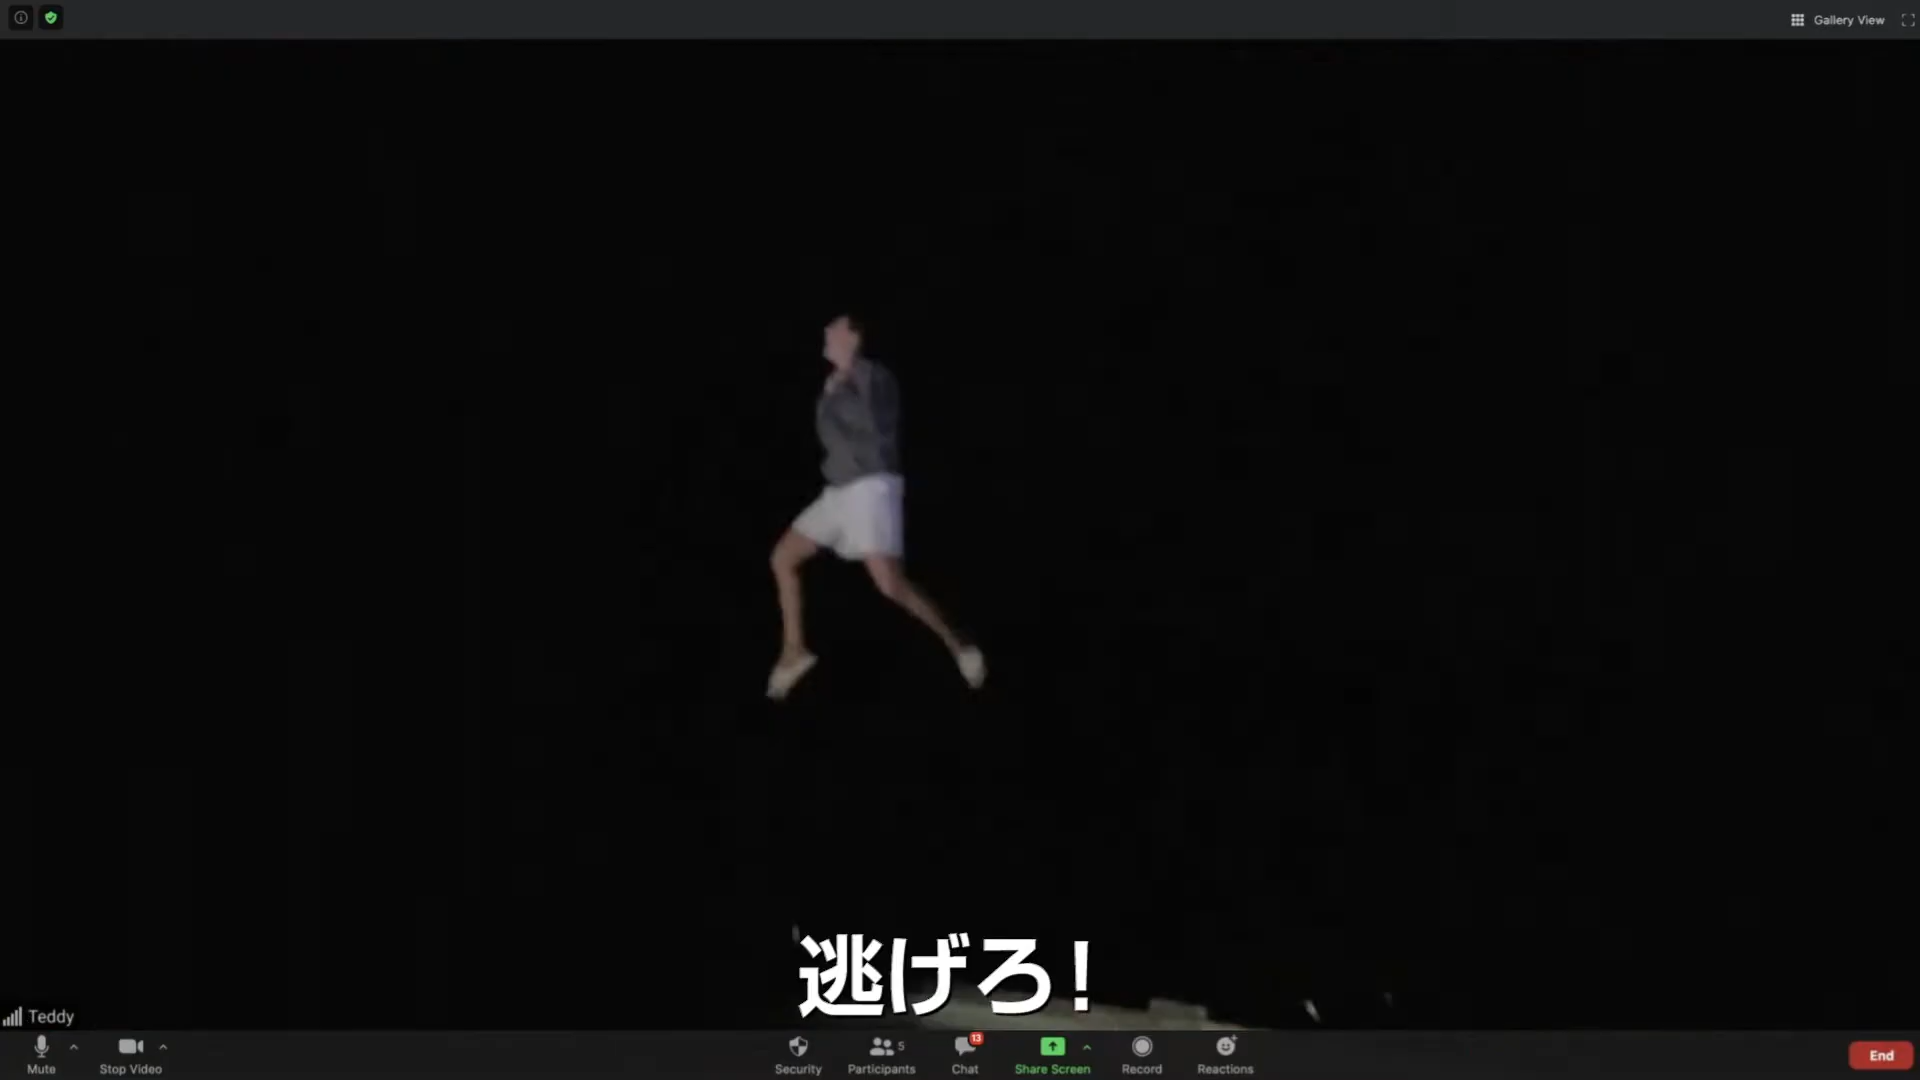 Gallery View
逃げろ！
Teddy
Mute
Stop Video
Security
Participants
5
Chat
13
Share Screen
Record
Reactions
End